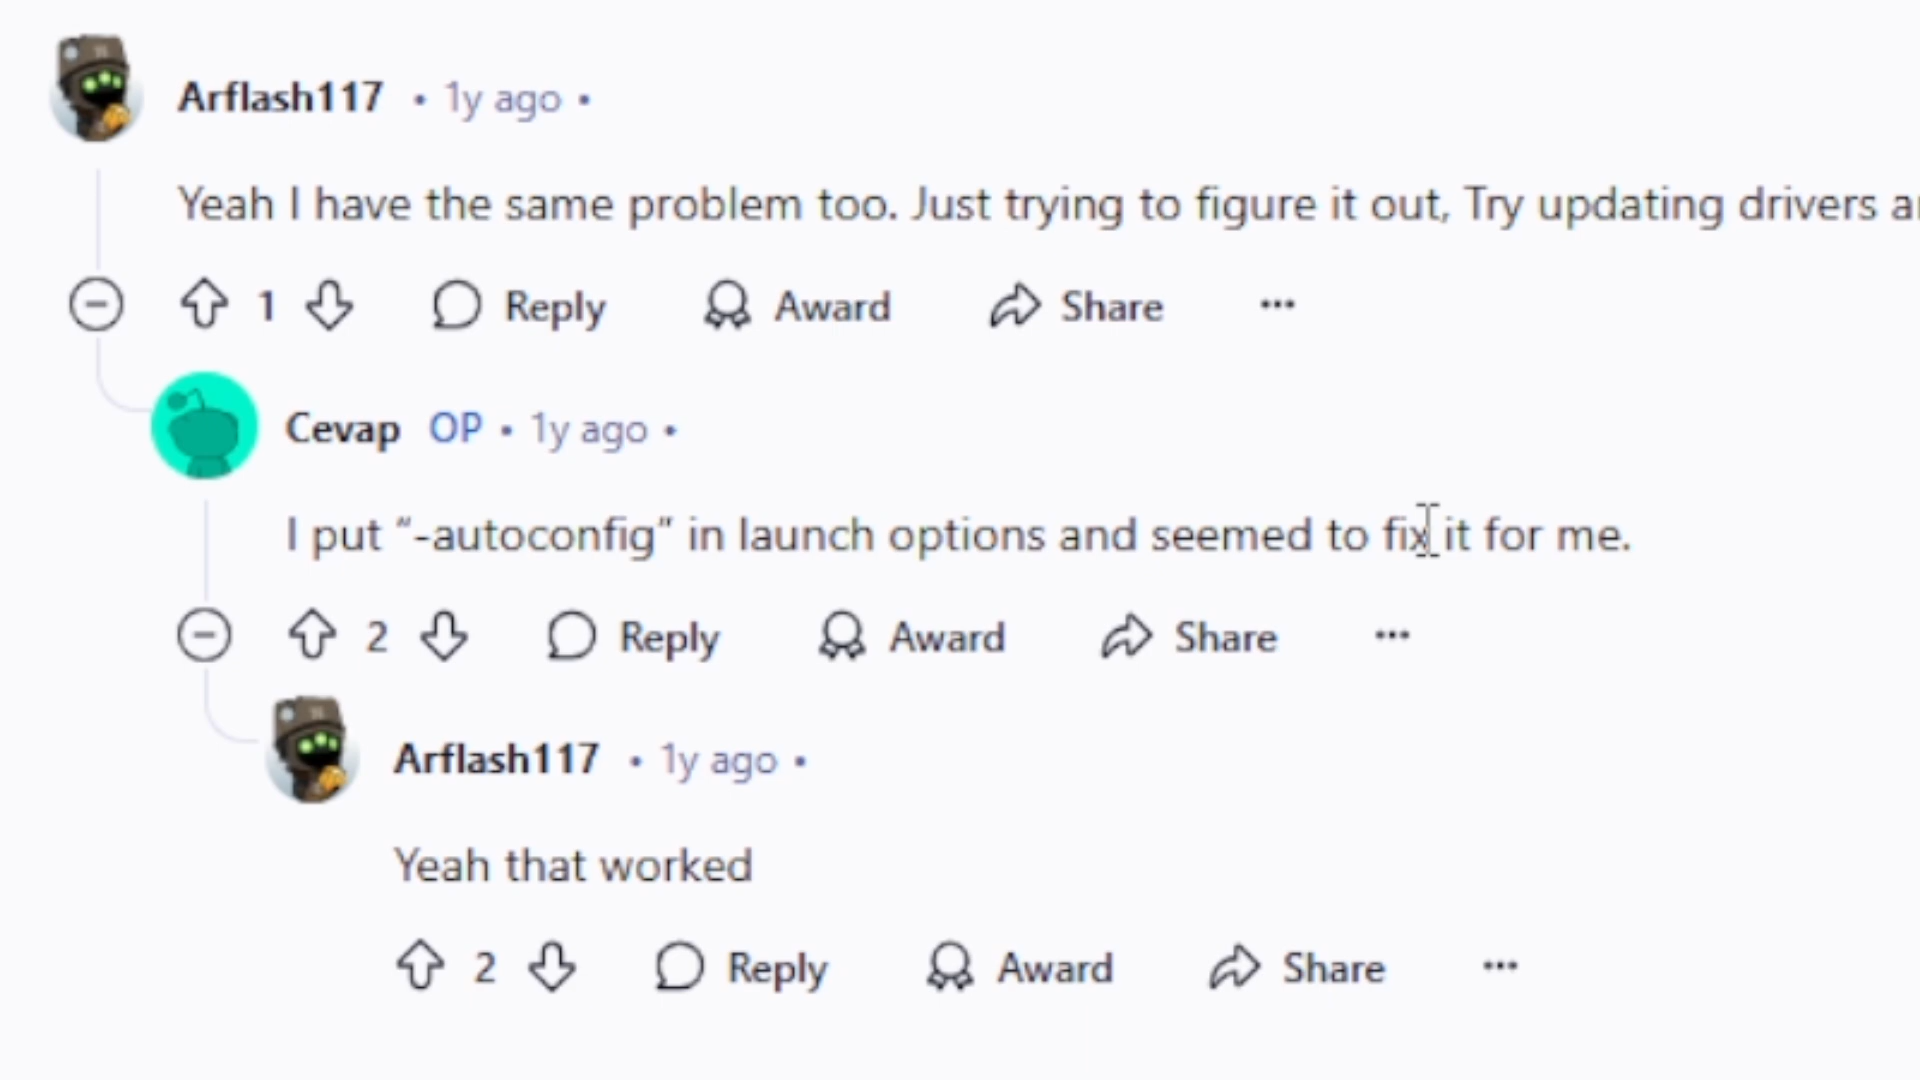 Arflash117 • 1y ago •
Yeah I have the same problem too. Just trying to figure it out, Try updating drivers
1 Reply Award Share ···
Cevap OP • 1y ago •
I put “-autoconfig” in launch options and seemed to fix it for me.
2 Reply Award Share ···
Arflash117 • 1y ago •
Yeah that worked
2 Reply Award Share ···